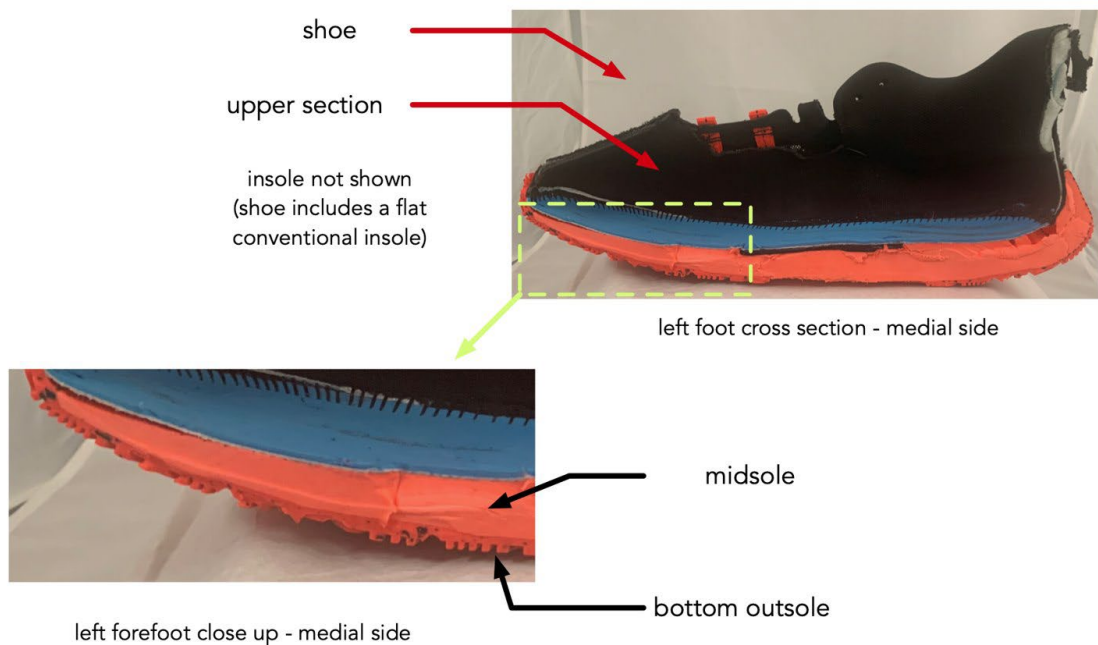 shoe
upper section
insole not shown
(shoe includes a flat
conventional insole)
left foot cross section - medial side
midsole
bottom outsole
left forefoot close up - medial side